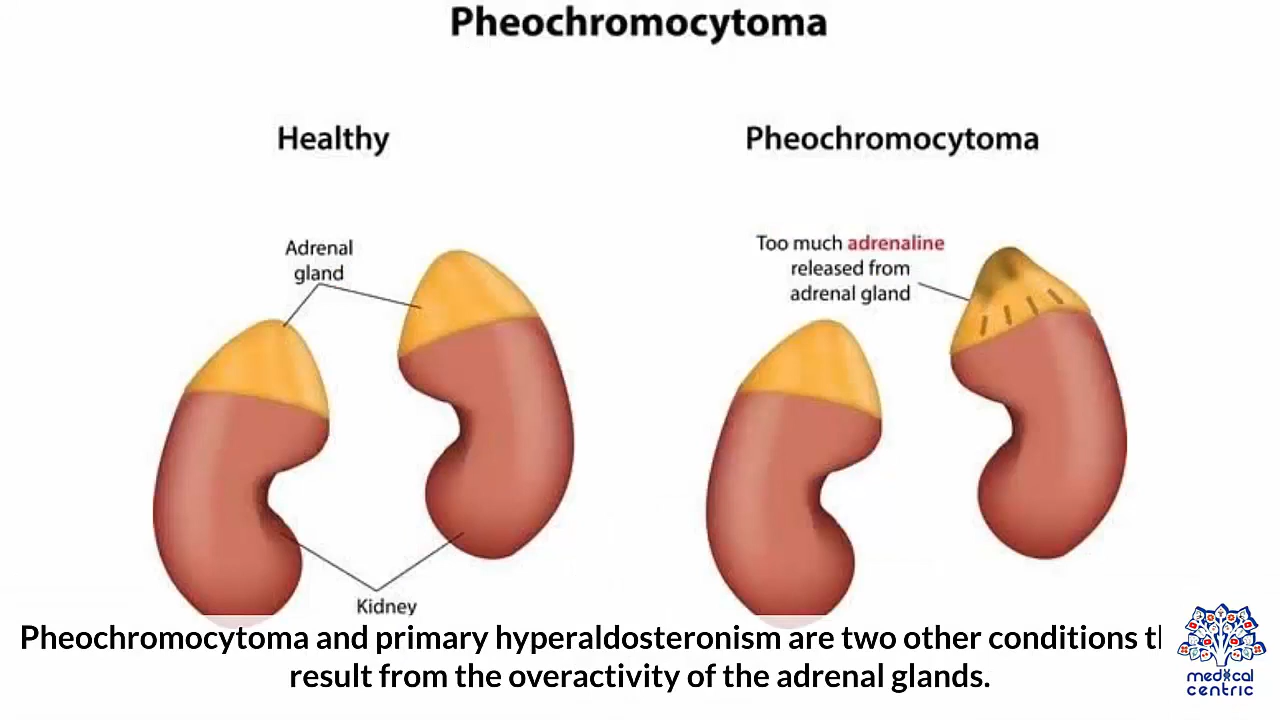 Pheochromocytoma
Healthy
Pheochromocytoma
Adrenal
gland
Too much adrenaline
released from
adrenal gland
Kidney
Pheochromocytoma and primary hyperaldosteronism are two other conditions
result from the overactivity of the adrenal glands.
medical
centric